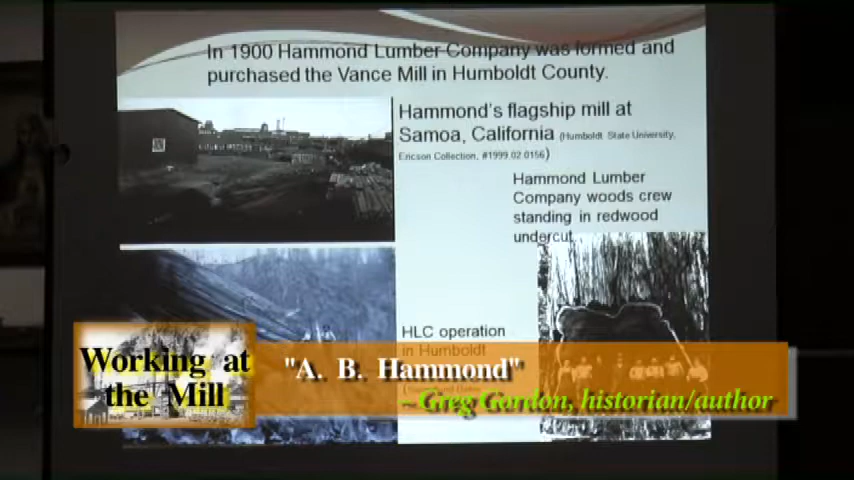 In 1900 Hammond Lumber Company was formed and
purchased the Vance Mill in Humboldt County.
Hammond's flagship mill at
Samoa, California (Humboldt State University,
Ericson Collection, #1999.02.0156)
Hammond Lumber
Company woods crew
standing in redwood
undercut
HLC operation
in Humboldt
Working at
the Mill
"A. B. Hammond"
– Greg Gordon, historian/author